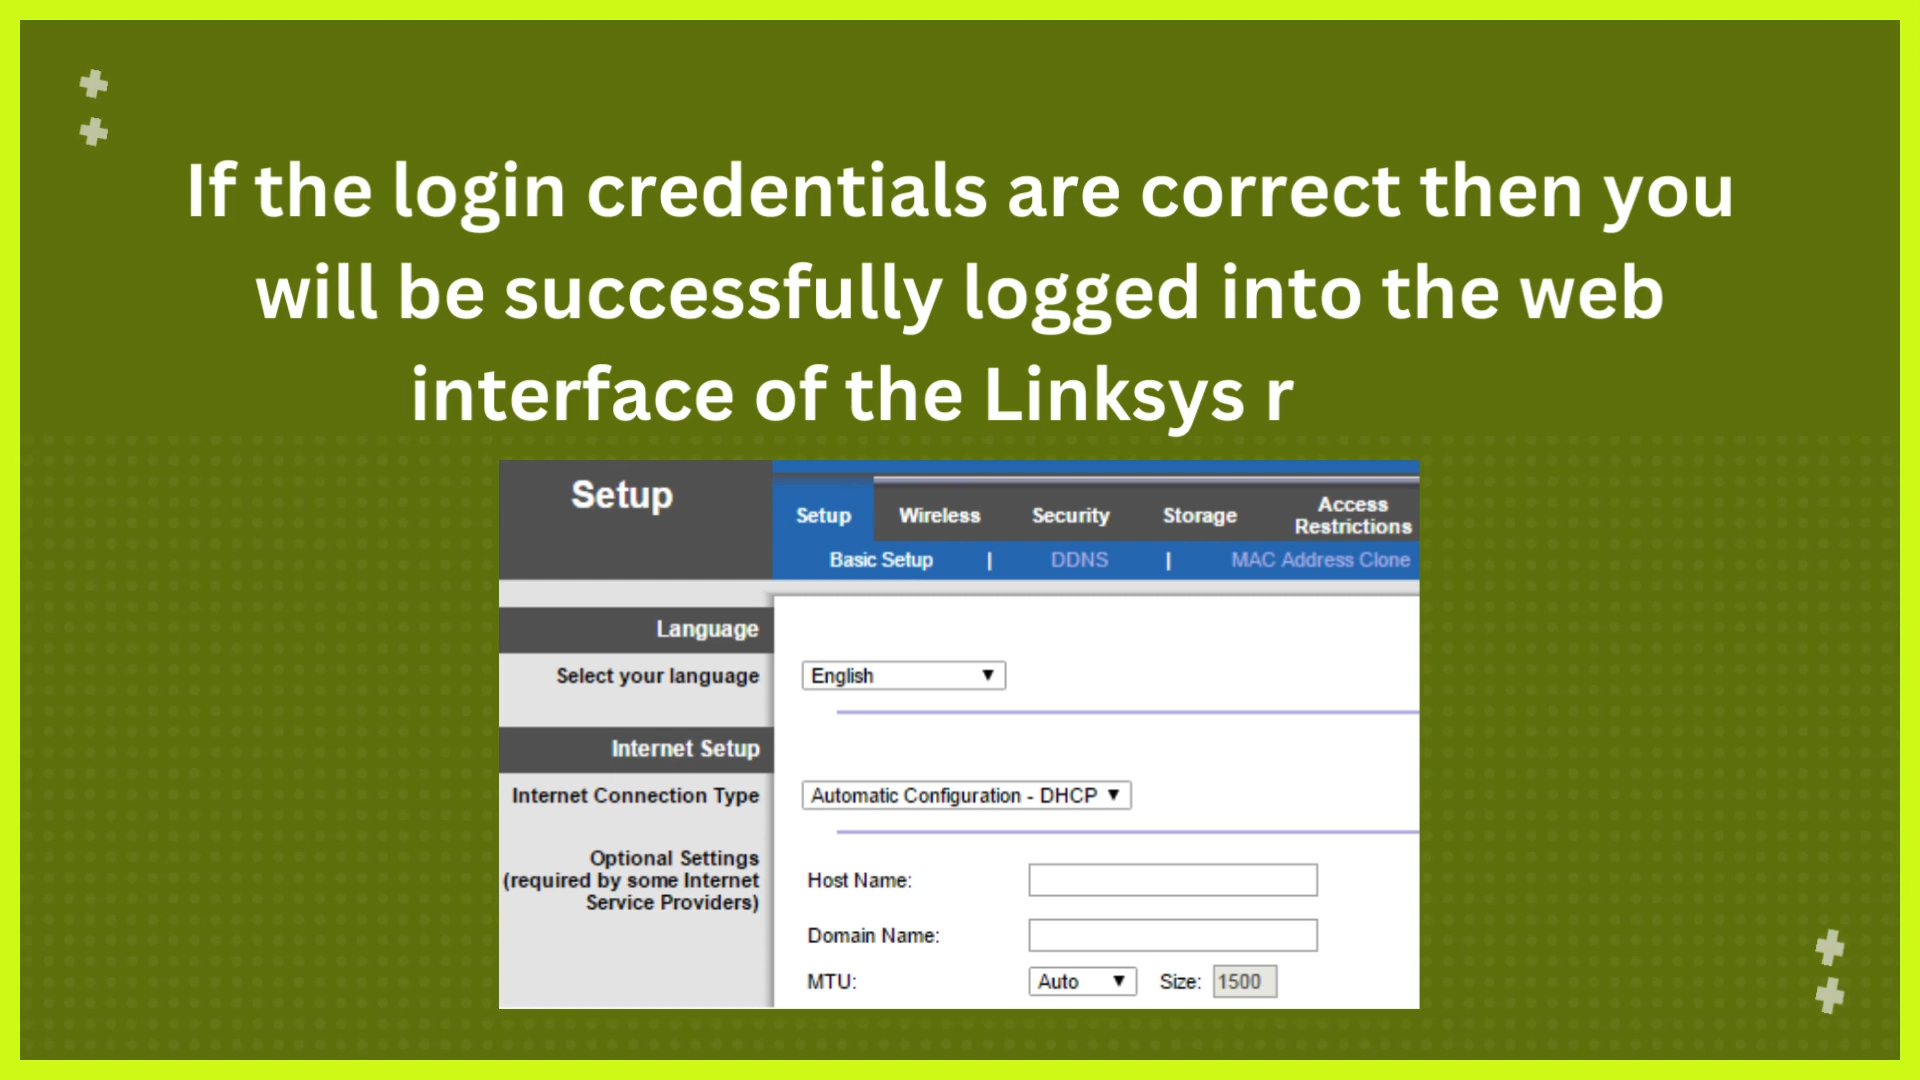 If the login credentials are correct then you
will be successfully logged into the web
interface of the Linksys r
Setup
Setup Wireless Security Storage Access Restrictions
Basic Setup | DDNS | MAC Address Clone
Language
Select your language English
Internet Setup
Internet Connection Type Automatic Configuration - DHCP
Optional Settings
(required by some Internet
Service Providers)
Host Name:
Domain Name:
MTU: Auto Size: 1500